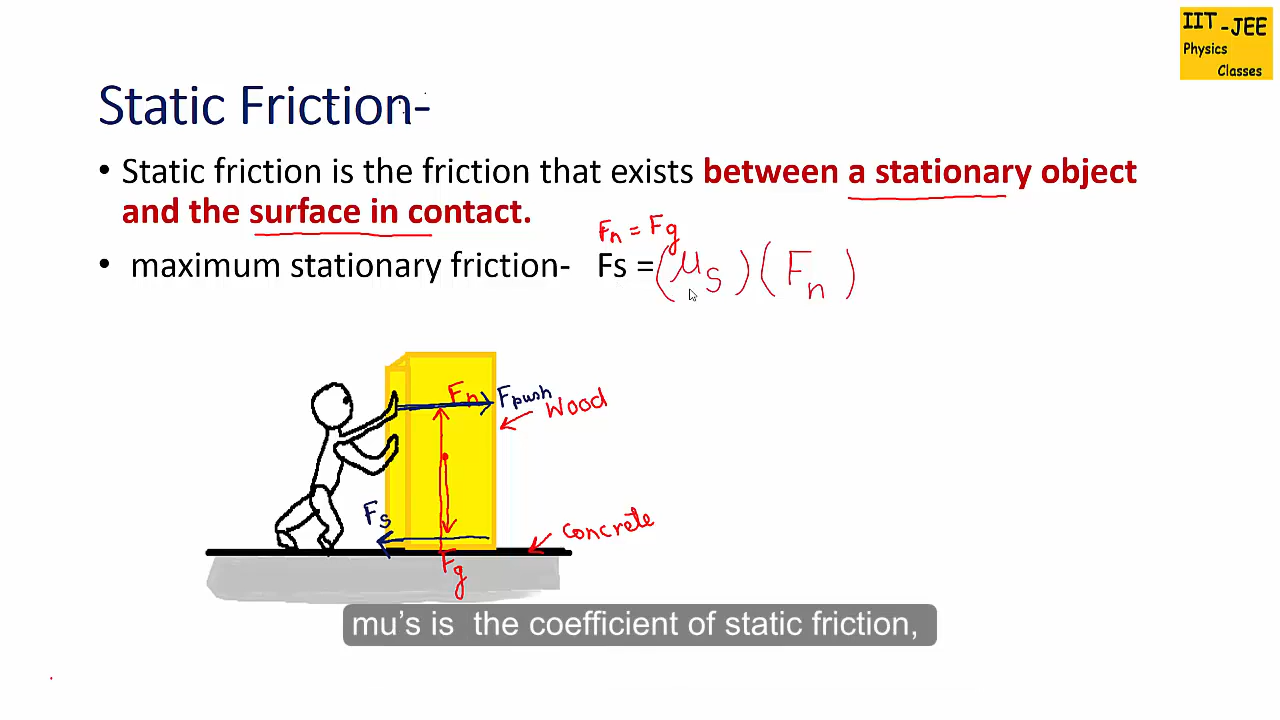 IIT -JEE
Physics
Classes
Static Friction-
• Static friction is the friction that exists between a stationary object
and the surface in contact.
Fn = Fg
• maximum stationary friction- Fs = (μs) (Fn)
Fn
Fpush
Wood
Fs
Concrete
Fg
mu’s is the coefficient of static friction,